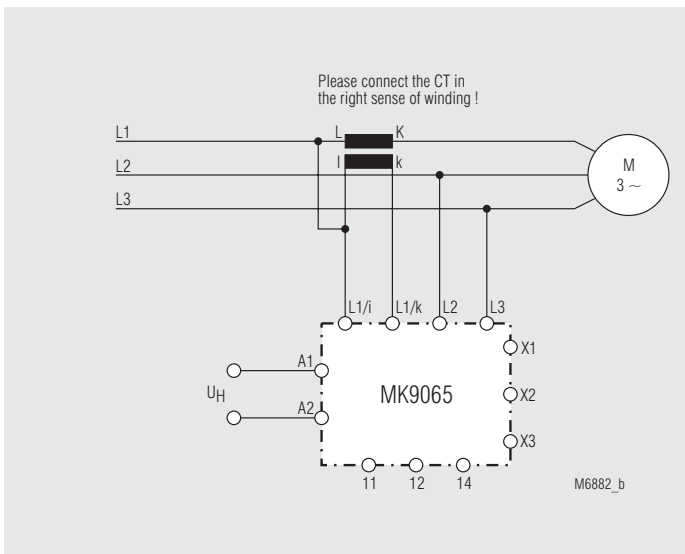 Please connect the CT in
the right sense of winding !
L1
L
K
L2
l
k
M
3 ~
L3
L1/i
L1/k
L2
L3
X1
A1
UH
MK9065
X2
A2
X3
11
12
14
M6882_b